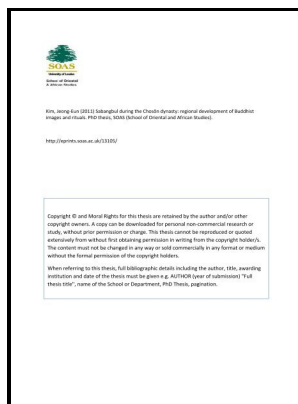 SOAS
University of London
School of Oriental
& African Studies
Kim, Jeong-Eun (2011) Sabangbul during the Chosŏn dynasty: regional development of Buddhist
images and rituals. PhD thesis, SOAS (School of Oriental and African Studies).
http://eprints.soas.ac.uk/13105/
Copyright © and Moral Rights for this thesis are retained by the author and/or other
copyright owners. A copy can be downloaded for personal non-commercial research or
study, without prior permission or charge. This thesis cannot be reproduced or quoted
extensively from without first obtaining permission in writing from the copyright holder/s.
The content must not be changed in any way or sold commercially in any format or medium
without the formal permission of the copyright holders.
When referring to this thesis, full bibliographic details including the author, title, awarding
institution and date of the thesis must be given e.g. AUTHOR (year of submission) "Full
thesis title", name of the School or Department, PhD Thesis, pagination.